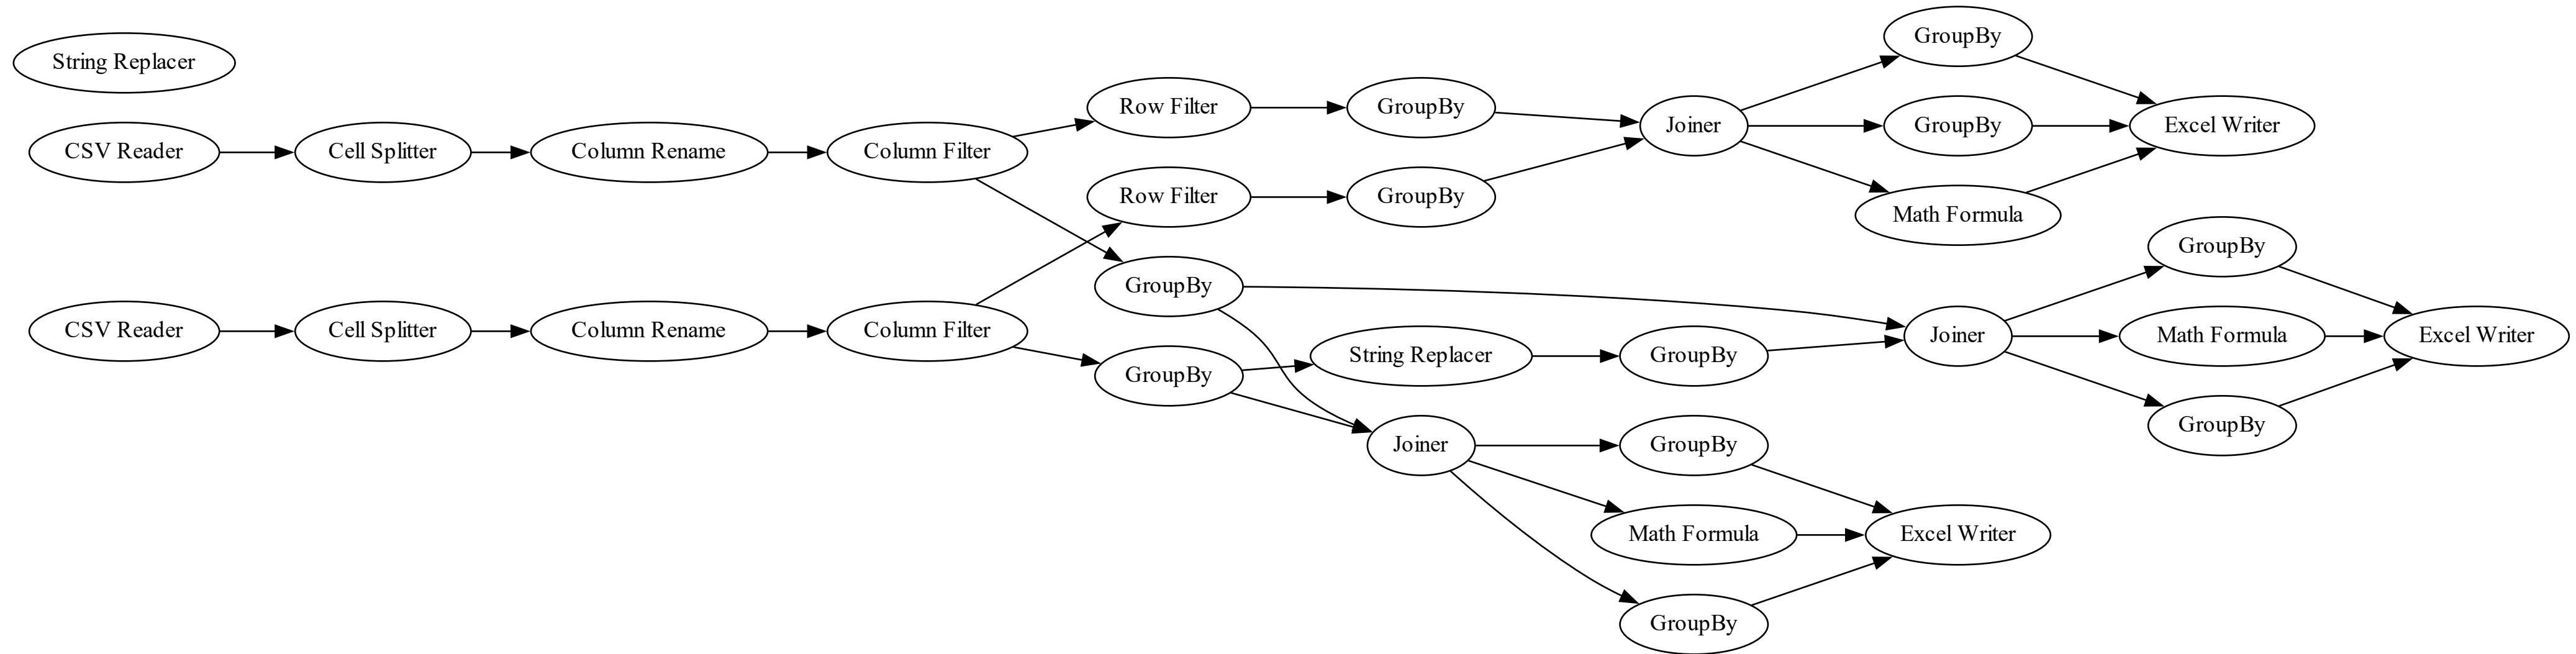 String Replacer
CSV Reader
Cell Splitter
Column Rename
Column Filter
Row Filter
GroupBy
Joiner
GroupBy
GroupBy
Math Formula
Excel Writer
Row Filter
GroupBy
CSV Reader
Cell Splitter
Column Rename
Column Filter
GroupBy
GroupBy
String Replacer
GroupBy
Joiner
GroupBy
Math Formula
GroupBy
Excel Writer
Joiner
GroupBy
Math Formula
GroupBy
Excel Writer